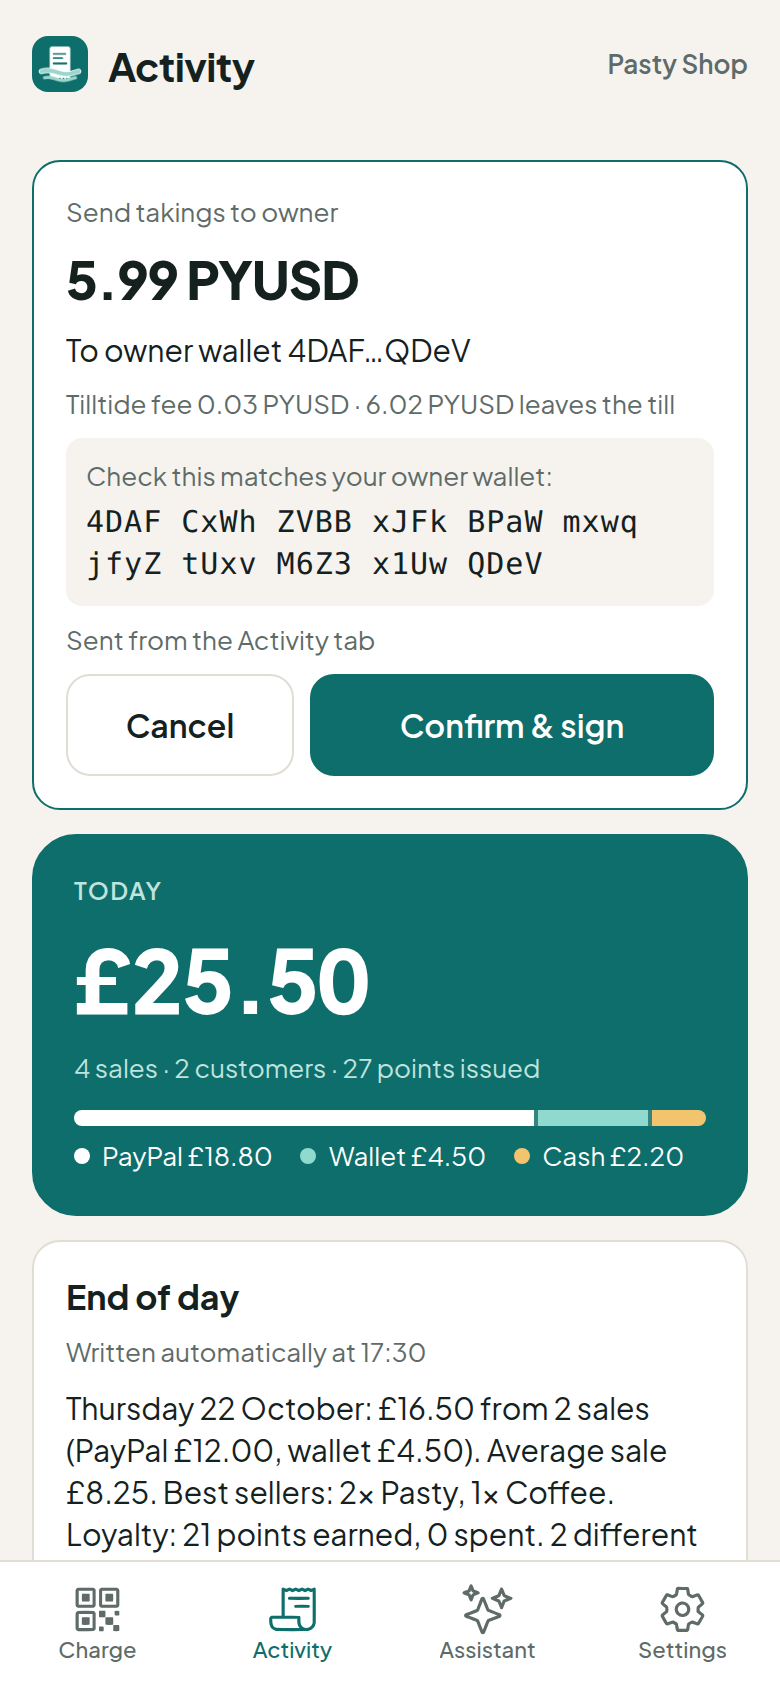 Activity
Pasty Shop
Send takings to owner
5.99 PYUSD
To owner wallet 4DAF…QDeV
Tilltide fee 0.03 PYUSD · 6.02 PYUSD leaves the till
Check this matches your owner wallet:
4DAF CxWh ZVBB xJFk BPaW mxwq
jfyZ tUxv M6Z3 x1Uw QDeV
Sent from the Activity tab
Cancel
Confirm & sign
TODAY
£25.50
4 sales · 2 customers · 27 points issued
PayPal £18.80
Wallet £4.50
Cash £2.20
End of day
Written automatically at 17:30
Thursday 22 October: £16.50 from 2 sales
(PayPal £12.00, wallet £4.50). Average sale
£8.25. Best sellers: 2× Pasty, 1× Coffee.
Loyalty: 21 points earned, 0 spent. 2 different
Charge
Activity
Assistant
Settings